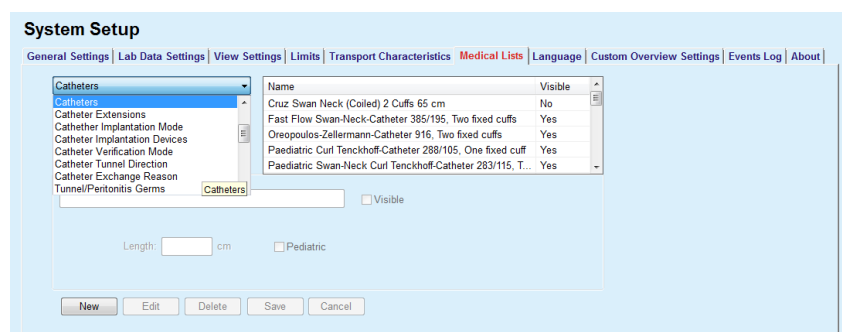 System Setup
General Settings Lab Data Settings View Settings Limits Transport Characteristics Medical Lists Language Custom Overview Settings Events Log About
Catheters
Catheters
Catheter Extensions
Cathether Implantation Mode
Catheter Implantation Devices
Catheter Verification Mode
Catheter Tunnel Direction
Catheter Exchange Reason
Tunnel/Peritonitis Germs
Catheters
Name Visible
Cruz Swan Neck (Coiled) 2 Cuffs 65 cm No
Fast Flow Swan-Neck-Catheter 385/195, Two fixed cuffs Yes
Oreopoulos-Zellermann-Catheter 916, Two fixed cuffs Yes
Paediatric Curl Tenckhoff-Catheter 288/105, One fixed cuff Yes
Paediatric Swan-Neck Curl Tenckhoff-Catheter 283/115, T... Yes
Visible
Length: cm Pediatric
New Edit Delete Save Cancel